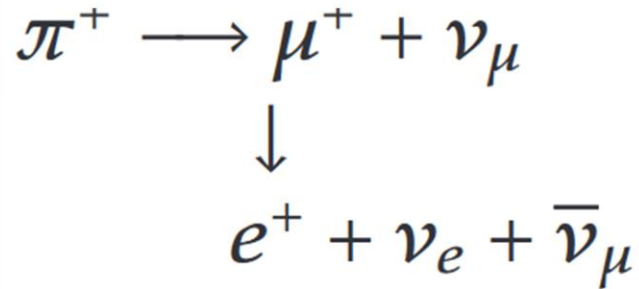 π⁺ ⟶ μ⁺ + ν_μ
↓
e⁺ + ν_e + ν̅_μ